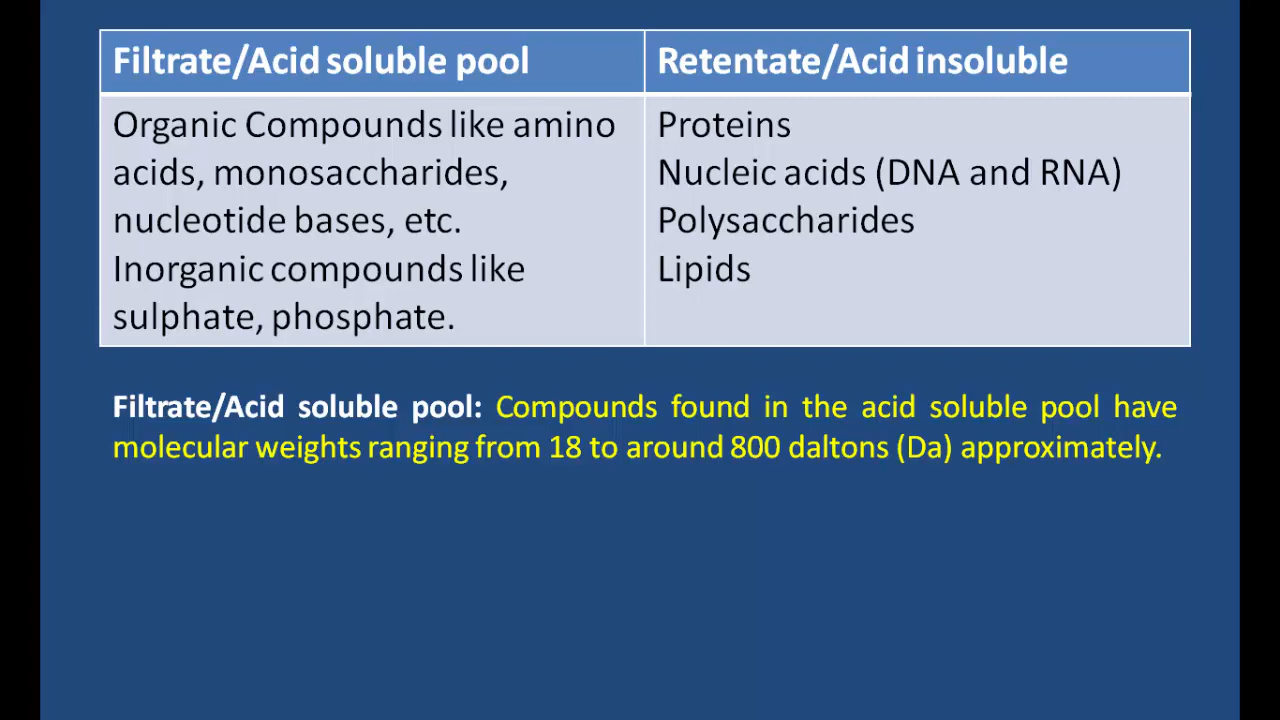 Filtrate/Acid soluble pool
Retentate/Acid insoluble
Organic Compounds like amino
acids, monosaccharides,
nucleotide bases, etc.
Inorganic compounds like
sulphate, phosphate.
Proteins
Nucleic acids (DNA and RNA)
Polysaccharides
Lipids
Filtrate/Acid soluble pool: Compounds found in the acid soluble pool have
molecular weights ranging from 18 to around 800 daltons (Da) approximately.